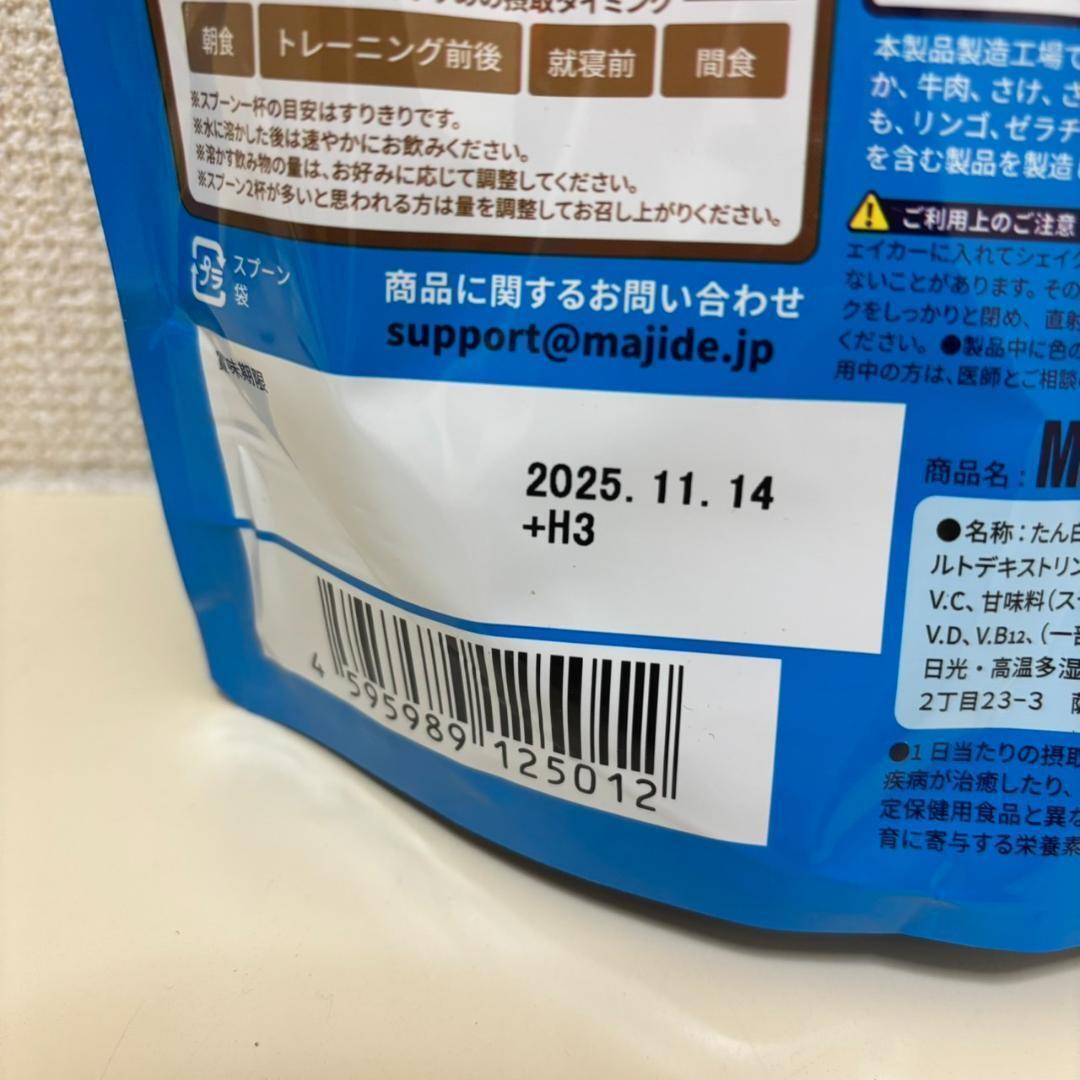 の摂取タイミング
朝食
トレーニング前後
就寝前
間食
※スプーン一杯の目安はすりきりです。
※水に溶かした後は速やかにお飲みください。
※溶かす飲み物の量は、お好みに応じて調整してください。
※スプーン2杯が多いと思われる方は量を調整してお召し上がりください。
プラ
スプーン
袋
商品に関するお問い合わせ
support@majide.jp
賞味期限
2025.11.14
+H3
4 595989 125012
本製品製造工場で
か、牛肉、さけ、さ
も、リンゴ、ゼラチ
を含む製品を製造
ご利用上のご注意
ェイカーに入れてシェイク
ないことがあります。その
クをしっかりと閉め、直射
ください。●製品中に色の
用中の方は、医師とご相談
商品名：M
●名称：たん白
ルトデキストリン
V.C、甘味料（ス
V.D、V.B12、（一部
日光・高温多湿
2丁目23-3
●1日当たりの摂取
疾病が治癒したり、
定保健用食品と異な
育に寄与する栄養素